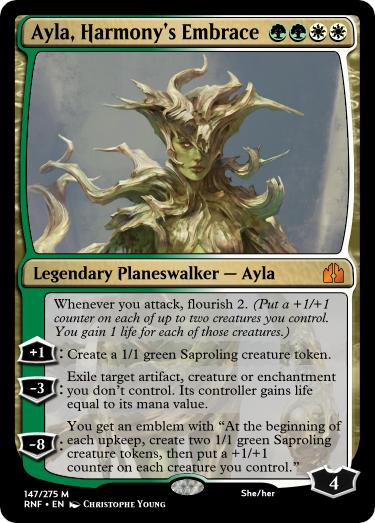 Ayla, Harmony's Embrace
Legendary Planeswalker — Ayla
Whenever you attack, flourish 2. (Put a +1/+1
counter on each of up to two creatures you control.
You gain 1 life for each of those creatures.)
+1: Create a 1/1 green Saproling creature token.
Exile target artifact, creature or enchantment
-3: you don't control. Its controller gains life
equal to its mana value.
You get an emblem with “At the beginning of
-8: each upkeep, create two 1/1 green Saproling
creature tokens, then put a +1/+1
counter on each creature you control.”
4
147/275 M
She/her
RNF • EN Christophe Young